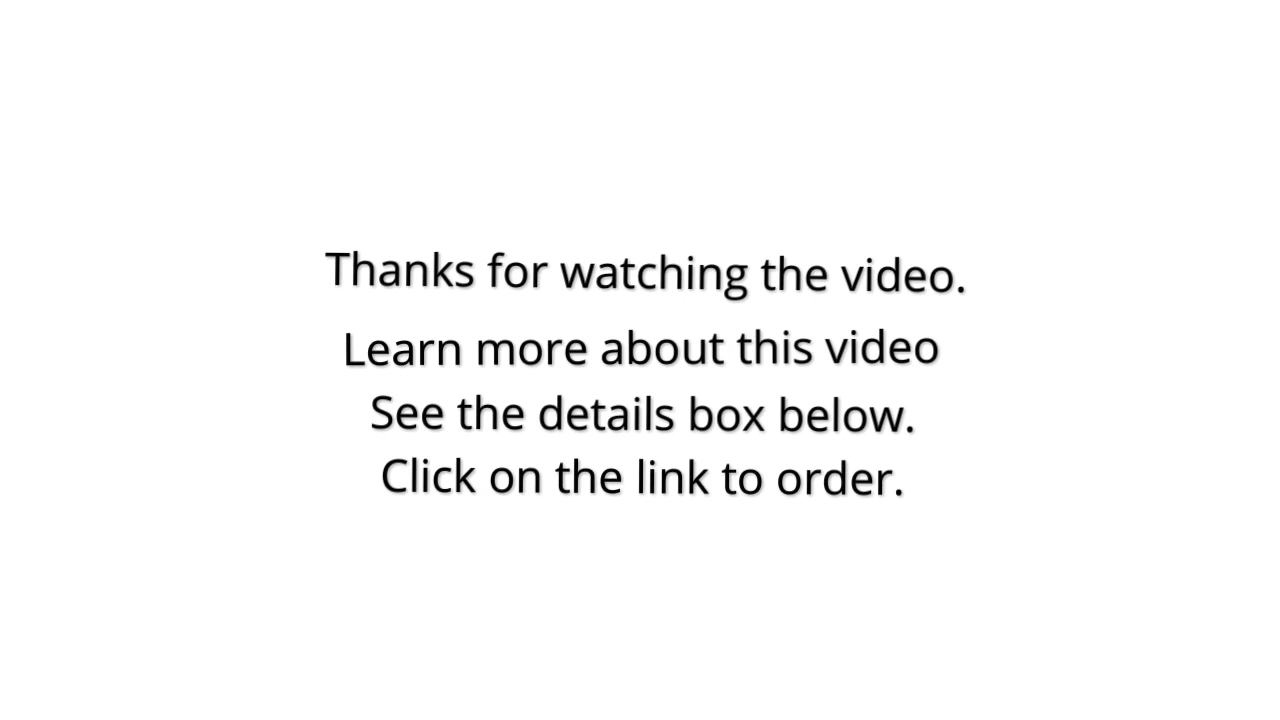 Thanks for watching the video.
Learn more about this video
See the details box below.
Click on the link to order.